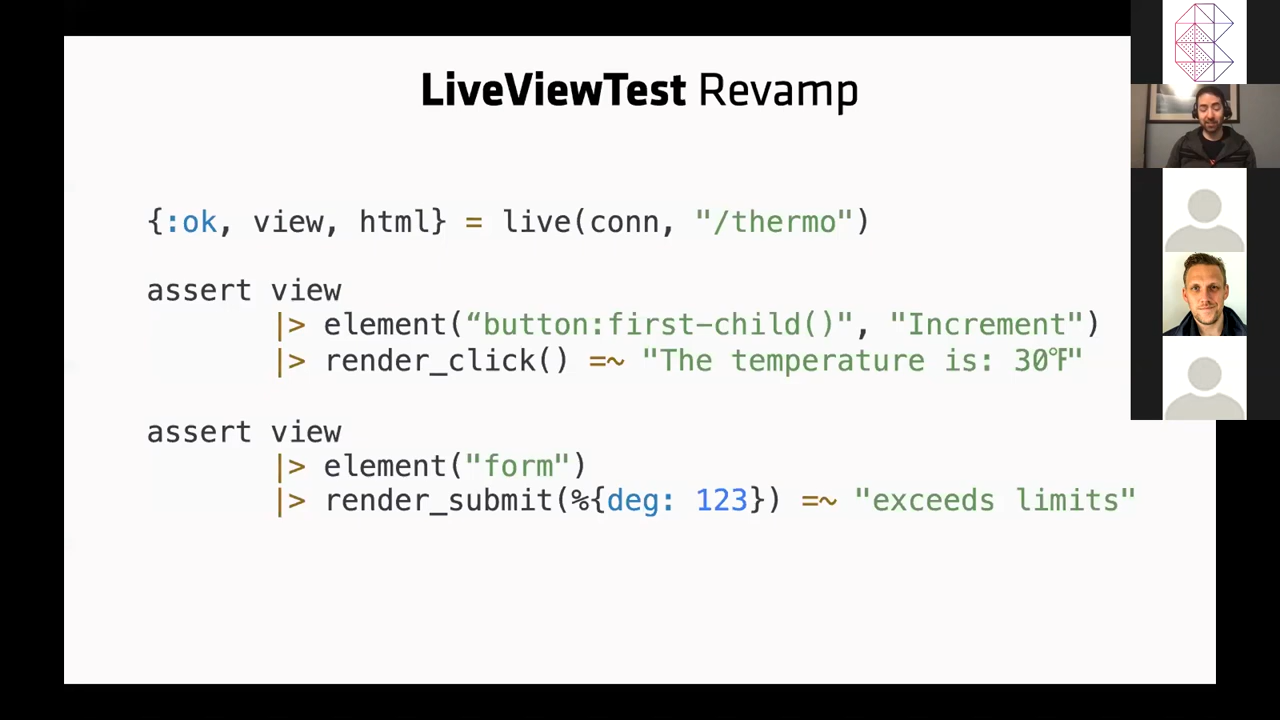 LiveViewTest Revamp
{:ok, view, html} = live(conn, "/thermo")
assert view
|> element(“button:first-child()", "Increment")
|> render_click() =~ "The temperature is: 30℉"
assert view
|> element("form")
|> render_submit(%{deg: 123}) =~ "exceeds limits"